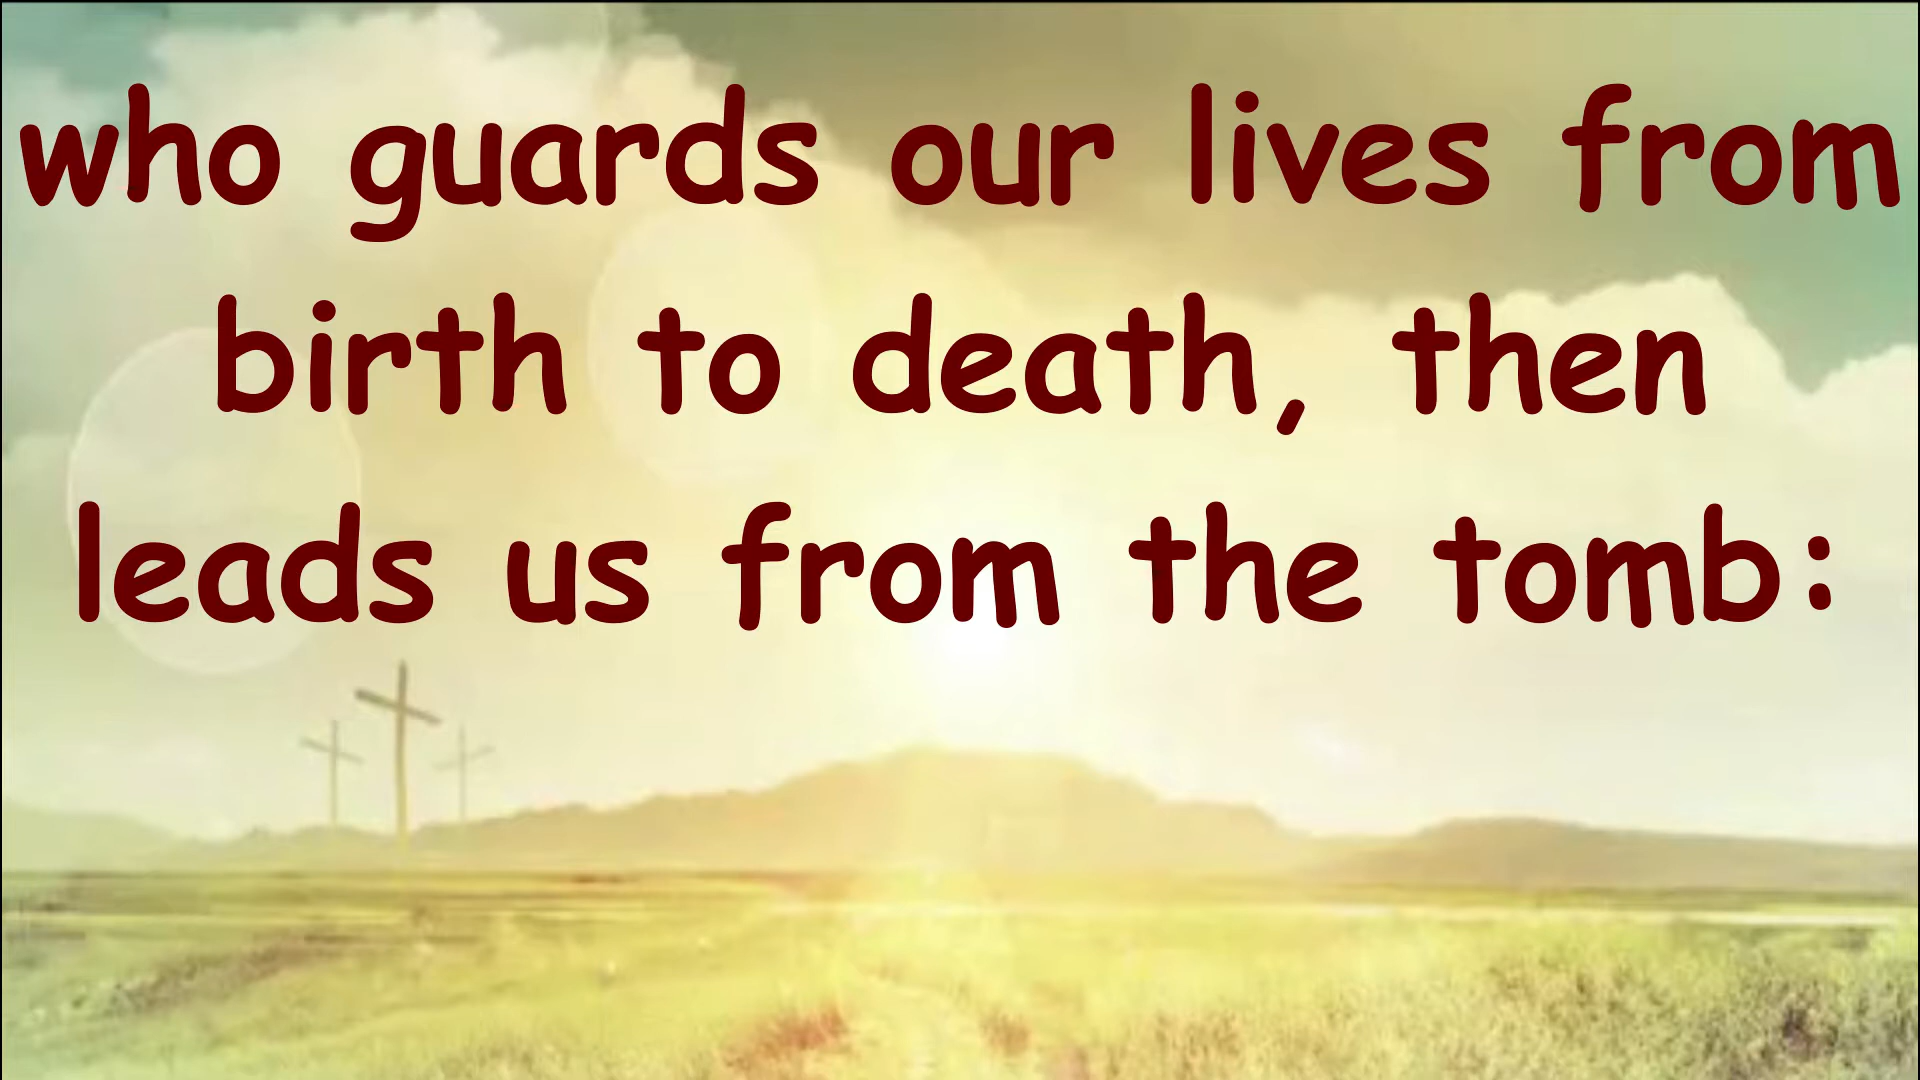 who guards our lives from
birth to death, then
leads us from the tomb: